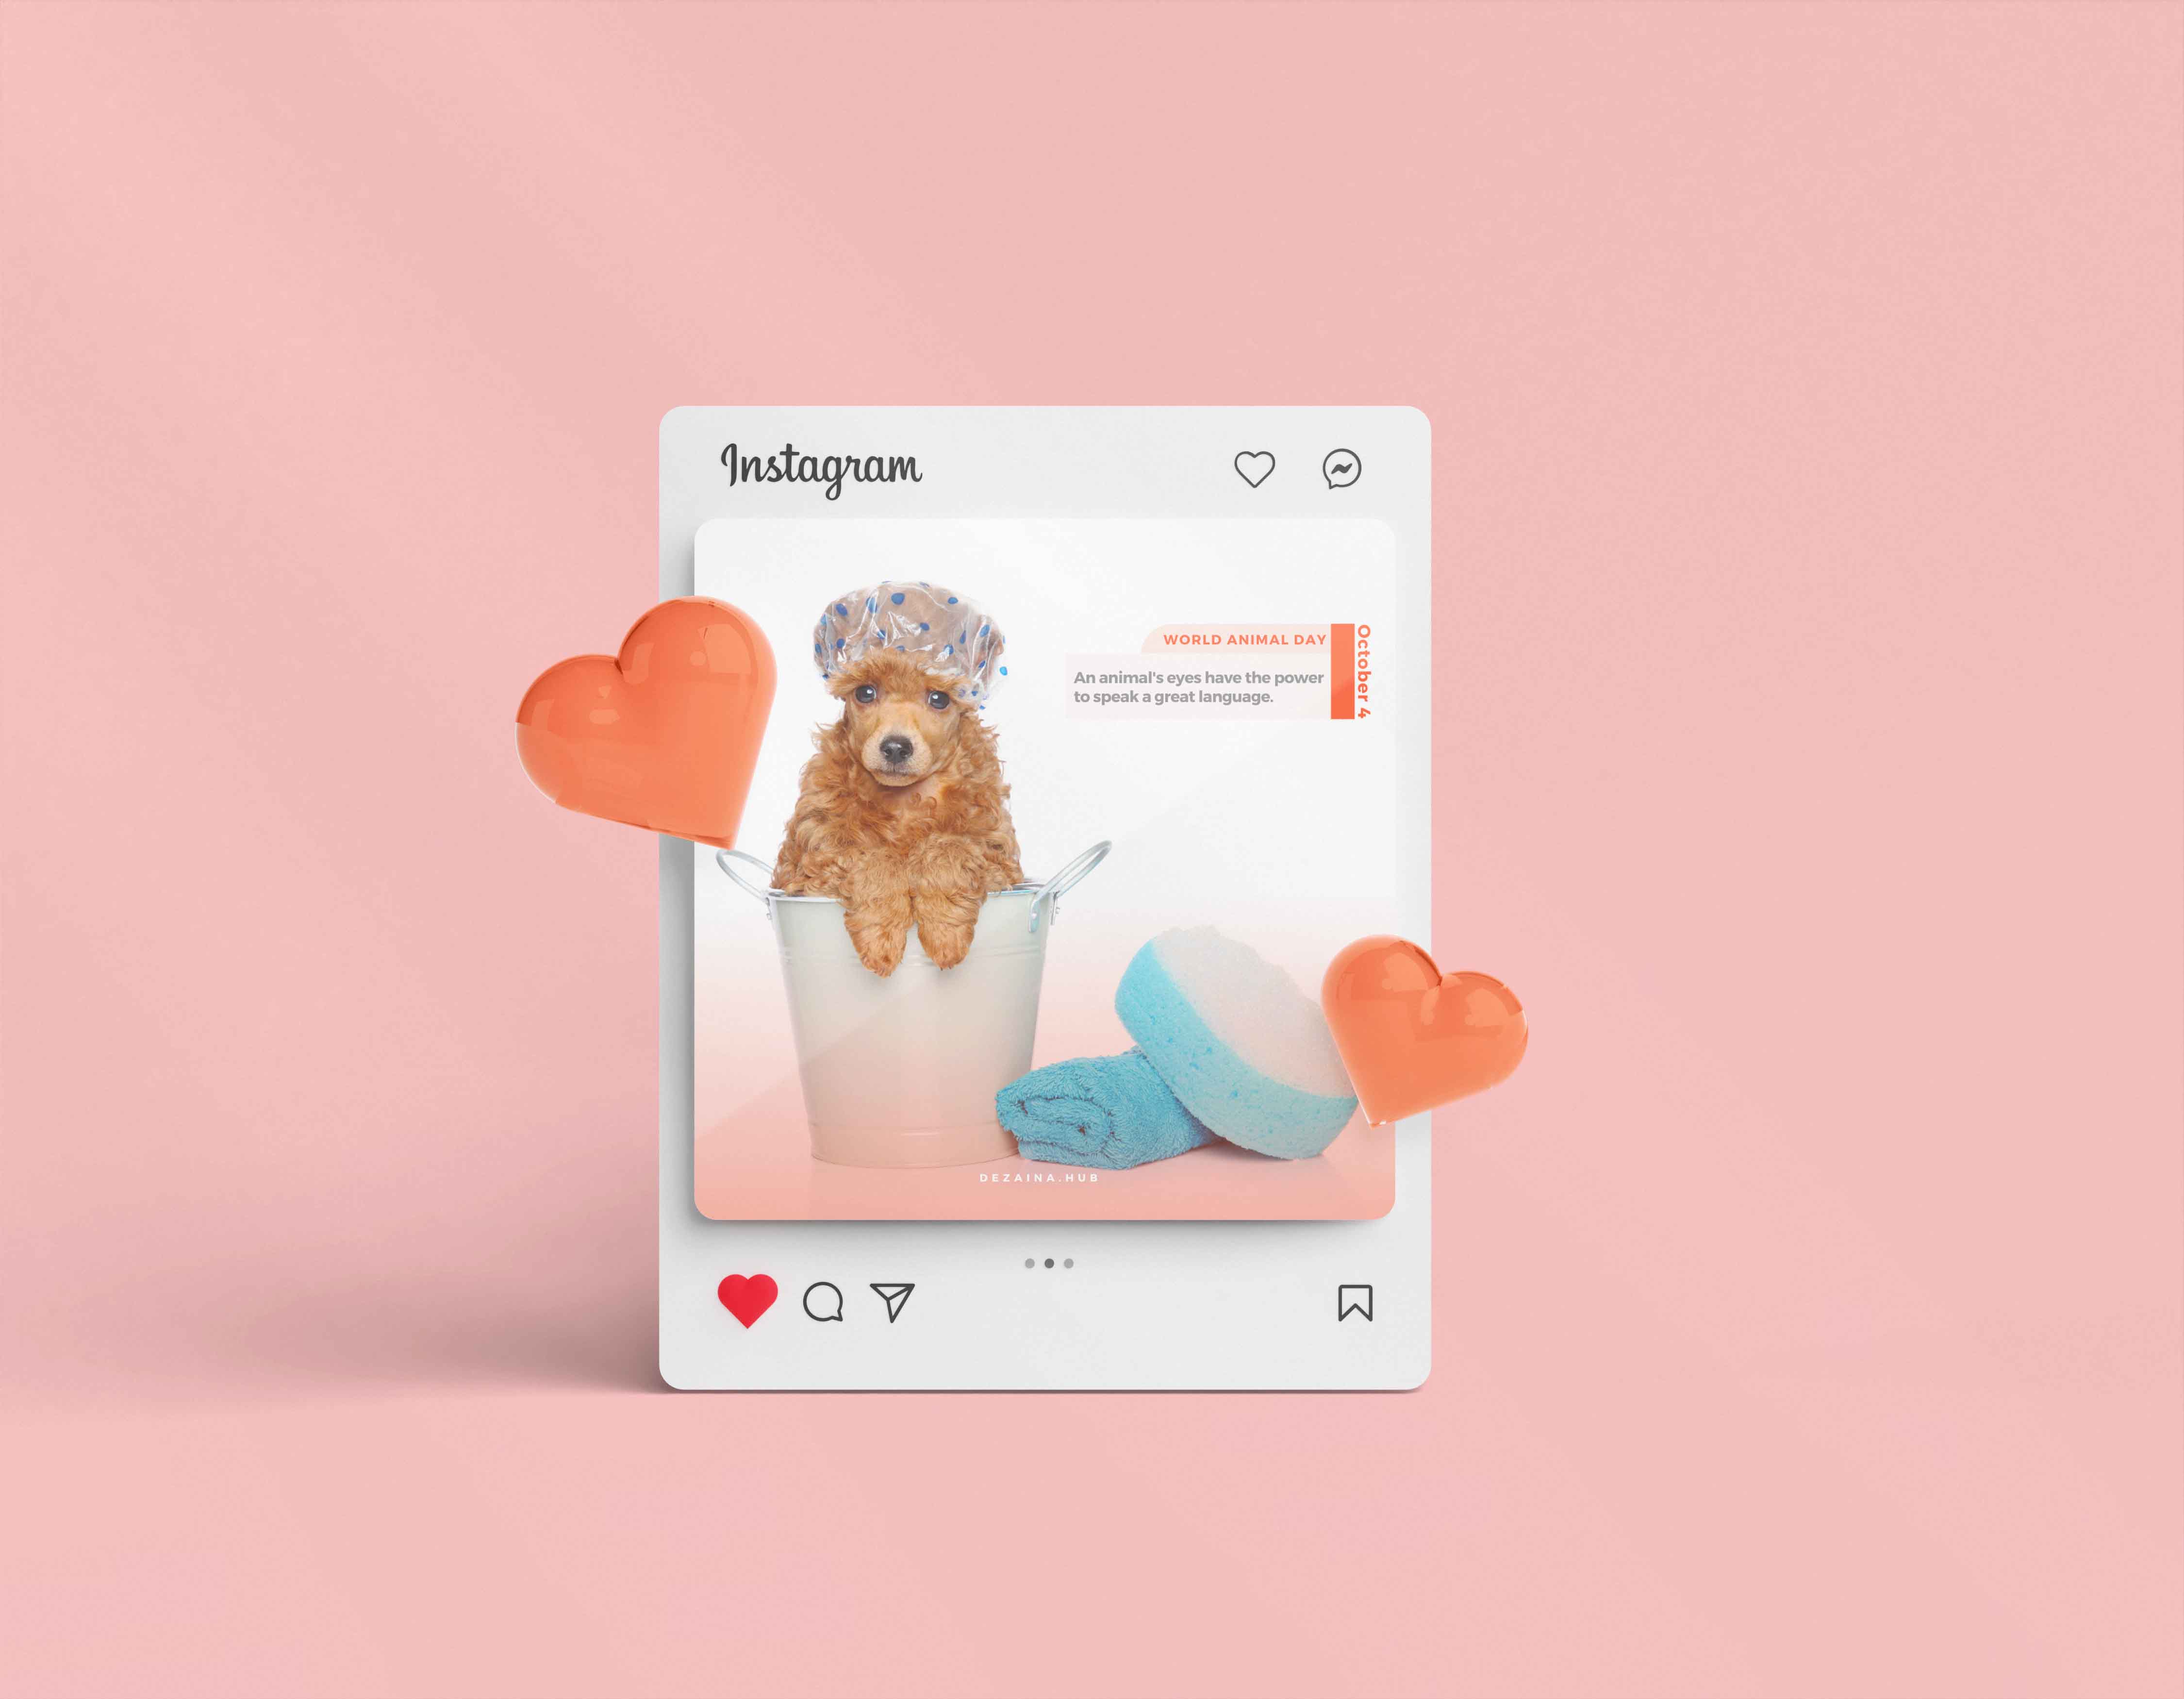 Instagram
WORLD ANIMAL DAY
October 4
An animal's eyes have the power
to speak a great language.
DEZAINA.HUB